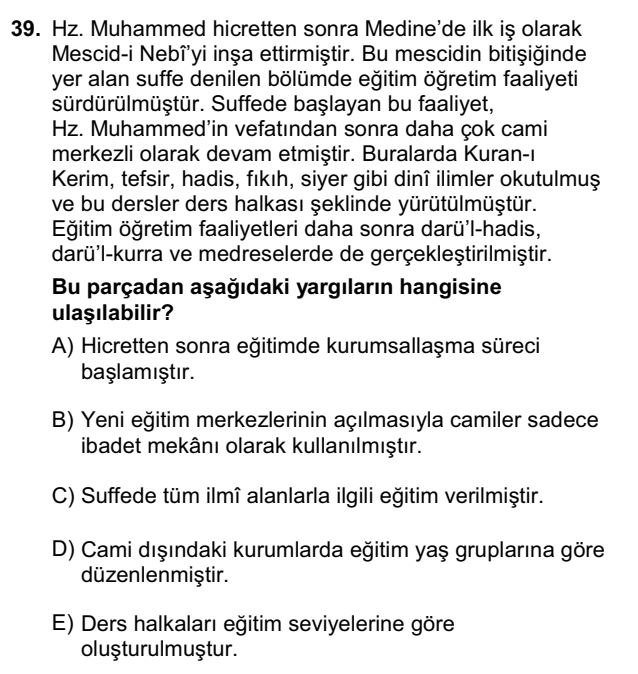 39. Hz. Muhammed hicretten sonra Medine’de ilk iş olarak
Mescid-i Nebî’yi inşa ettirmiştir. Bu mescidin bitişiğinde
yer alan suffe denilen bölümde eğitim öğretim faaliyeti
sürdürülmüştür. Suffede başlayan bu faaliyet,
Hz. Muhammed’in vefatından sonra daha çok cami
merkezli olarak devam etmiştir. Buralarda Kuran-ı
Kerim, tefsir, hadis, fıkıh, siyer gibi dinî ilimler okutulmuş
ve bu dersler ders halkası şeklinde yürütülmüştür.
Eğitim öğretim faaliyetleri daha sonra darü’l-hadis,
darü’l-kurra ve medreselerde de gerçekleştirilmiştir.
Bu parçadan aşağıdaki yargıların hangisine
ulaşılabilir?
A) Hicretten sonra eğitimde kurumsallaşma süreci
başlamıştır.
B) Yeni eğitim merkezlerinin açılmasıyla camiler sadece
ibadet mekânı olarak kullanılmıştır.
C) Suffede tüm ilmî alanlarla ilgili eğitim verilmiştir.
D) Cami dışındaki kurumlarda eğitim yaş gruplarına göre
düzenlenmiştir.
E) Ders halkaları eğitim seviyelerine göre
oluşturulmuştur.